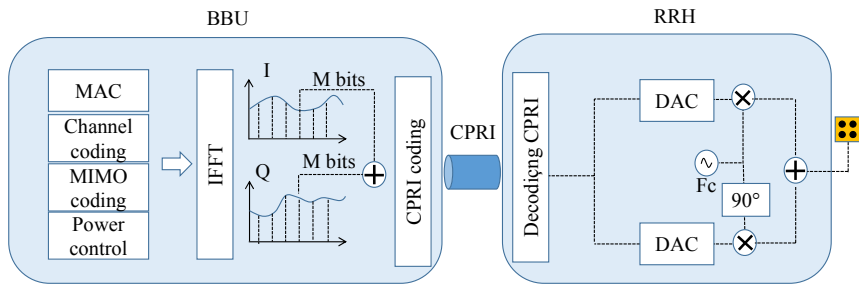 BBU
RRH
MAC
Channel
coding
MIMO
coding
Power
control
IFFT
I
M bits
Q
M bits
CPRI coding
CPRI
Decodiçng CPRI
DAC
Fc
90°
DAC